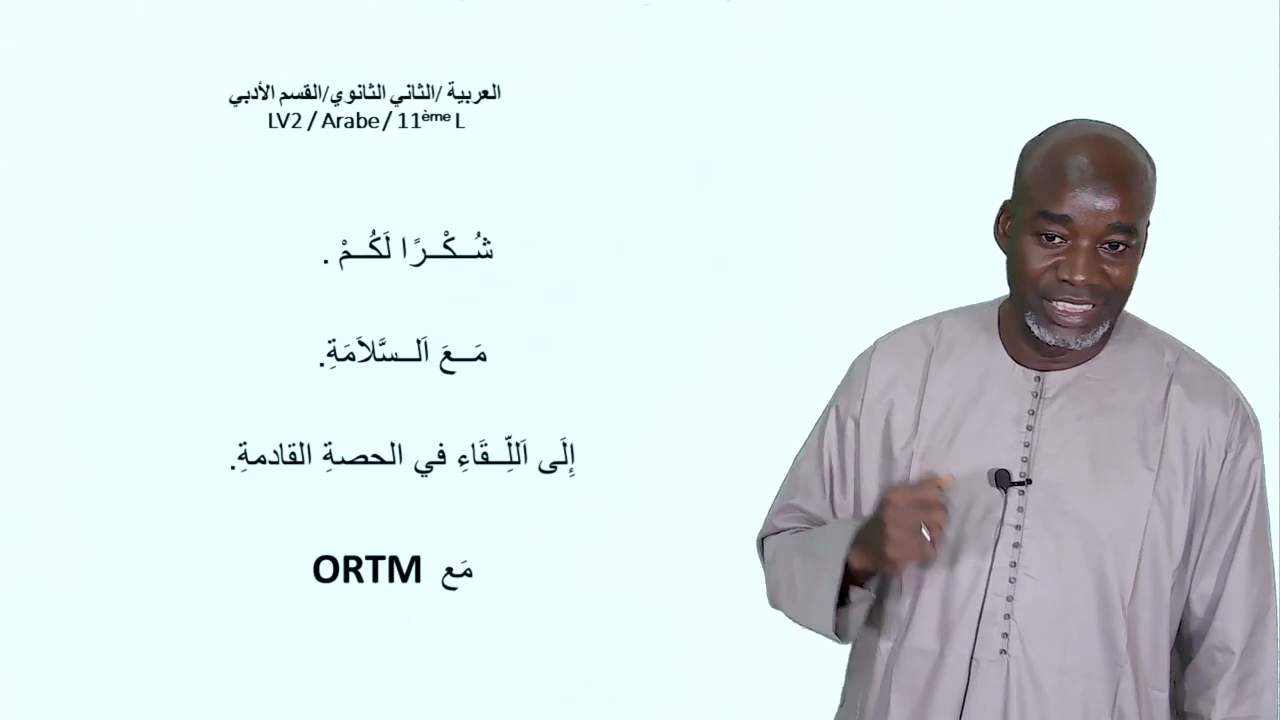 العربية /الثاني الثانوي/القسم الأدبي
LV2 / Arabe / 11ème L
شُـكْـرًا لَكُـمْ .
مَـعَ اَلـسَّلاَمَةِ.
إِلَى اَللِّـقَاءِ في الحصةِ القادمةِ.
مَع ORTM